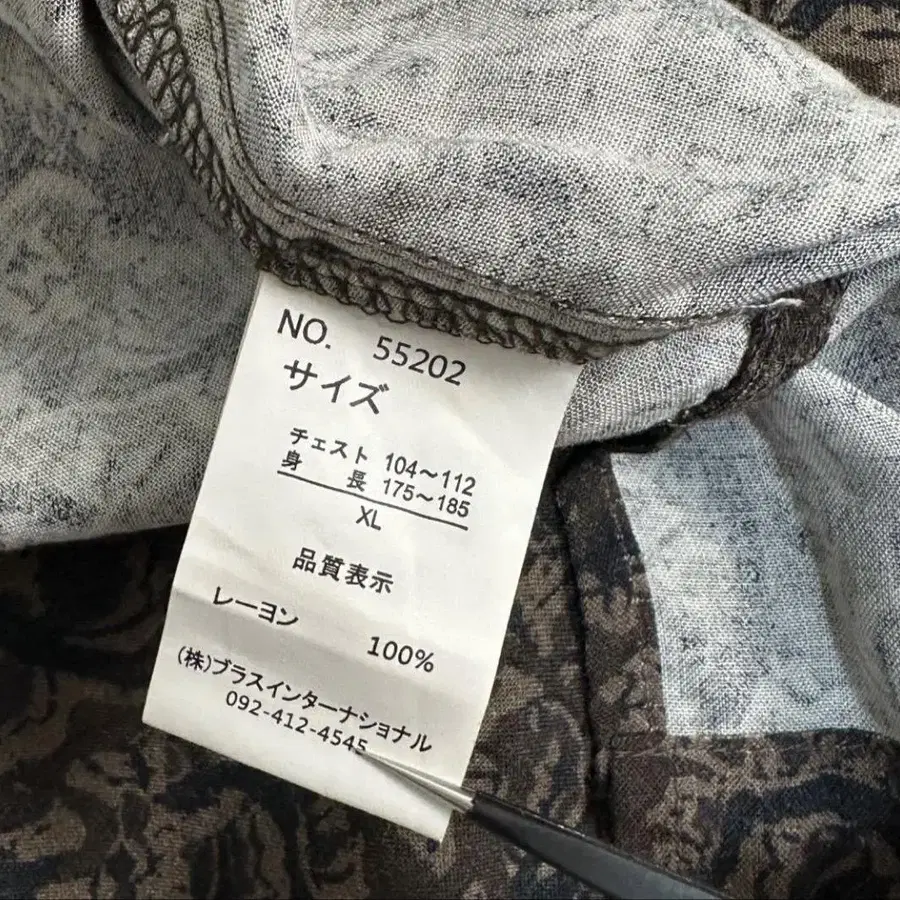 NO. 55202
サイズ
チェスト 104～112
身長 175～185
XL
品質表示
レーヨン 100%
(株)ブラスインターナショナル
092-412-4545